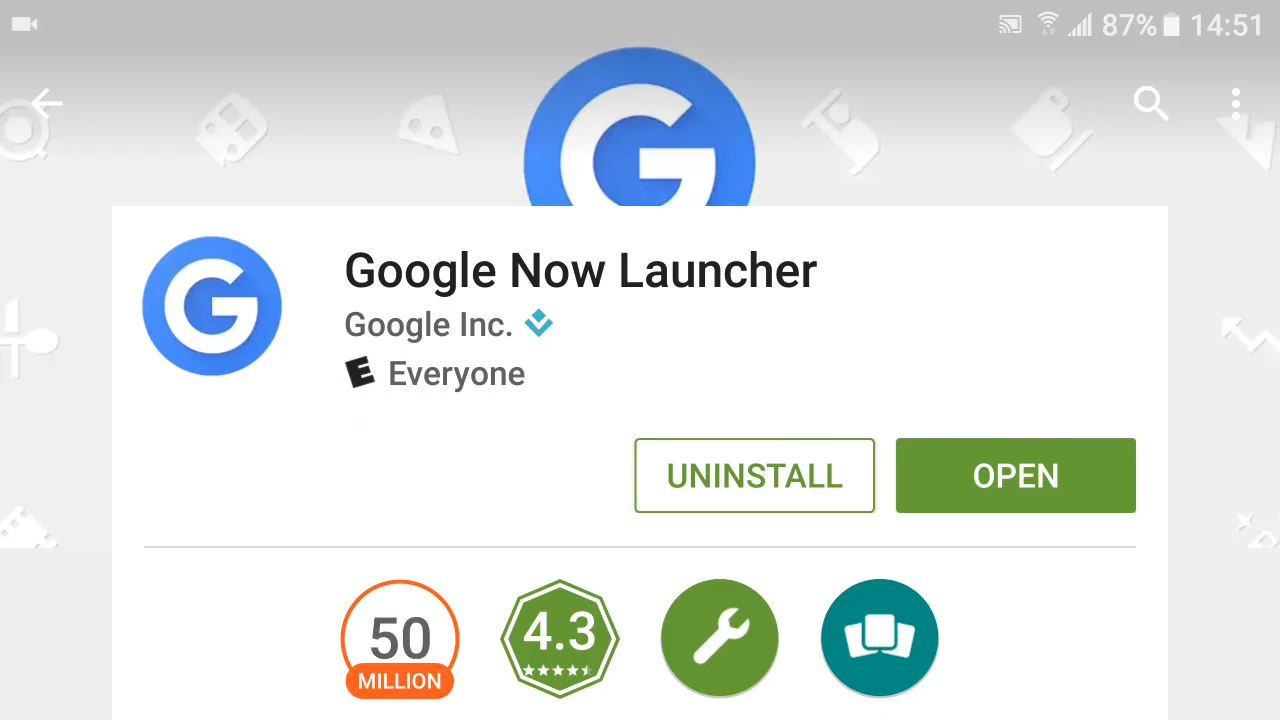 87% 14:51
Google Now Launcher
Google Inc.
E Everyone
UNINSTALL OPEN
50 MILLION
4.3